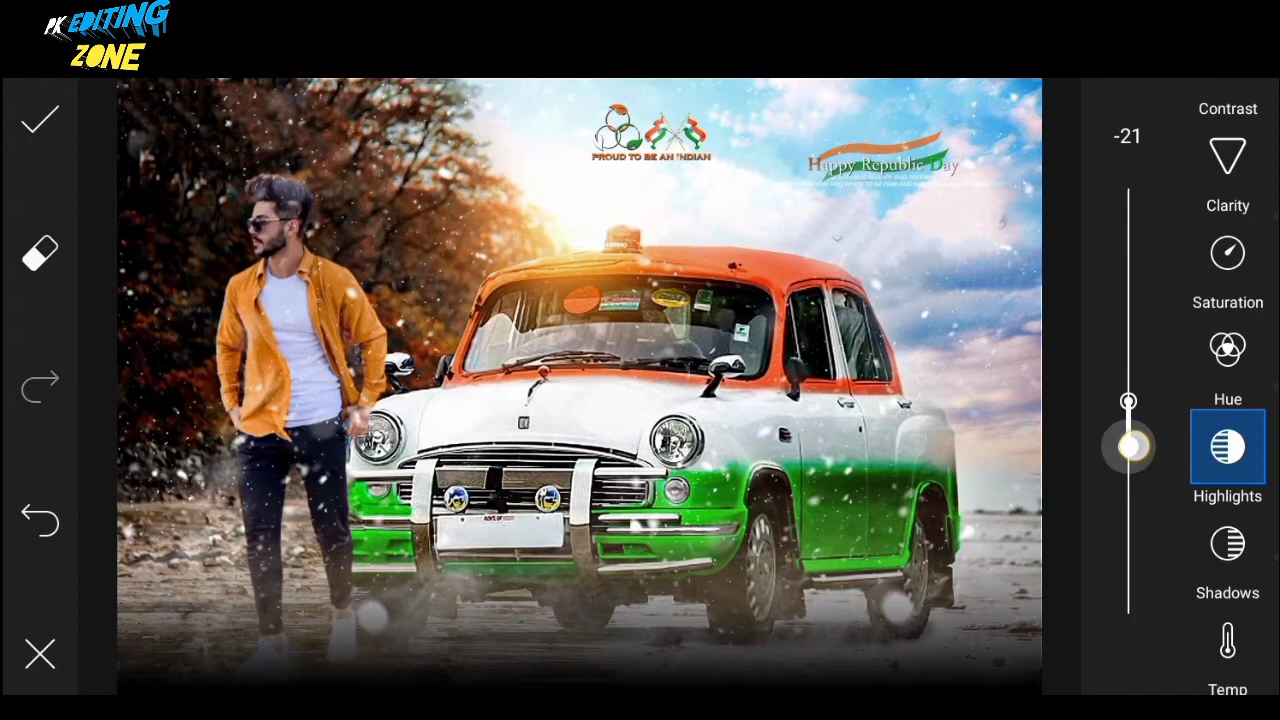 PK EDITING
ZONE
Contrast
-21
Clarity
Saturation
Hue
Highlights
Shadows
Temp
PROUD TO BE AN INDIAN
Happy Republic Day